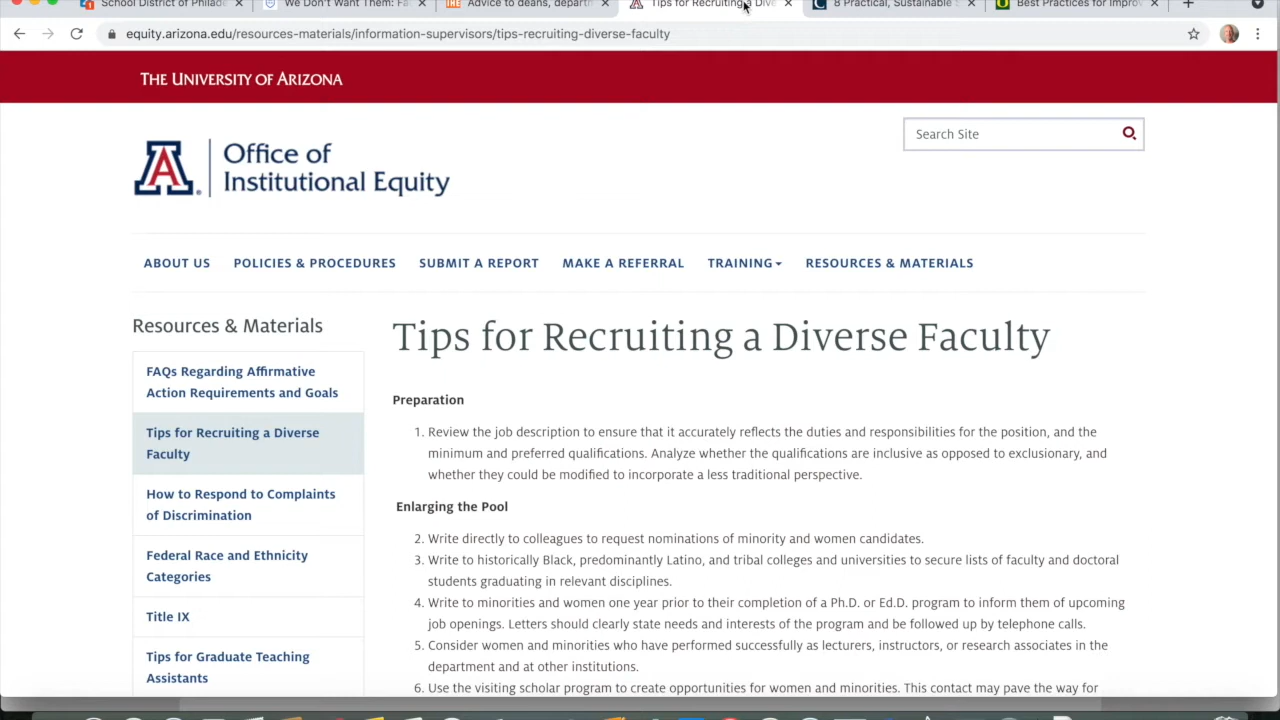 School District of Philade
We Don't Want Them: Fa
IHE Advice to deans, depart
Tips for Recruiting a Dive
8 Practical, Sustainable S
Best Practices for Improv
equity.arizona.edu/resources-materials/information-supervisors/tips-recruiting-diverse-faculty
THE UNIVERSITY OF ARIZONA
Search Site
A Office of
Institutional Equity
ABOUT US POLICIES & PROCEDURES SUBMIT A REPORT MAKE A REFERRAL TRAINING RESOURCES & MATERIALS
Resources & Materials
FAQs Regarding Affirmative
Action Requirements and Goals
Tips for Recruiting a Diverse
Faculty
How to Respond to Complaints
of Discrimination
Federal Race and Ethnicity
Categories
Title IX
Tips for Graduate Teaching
Assistants
Tips for Recruiting a Diverse Faculty
Preparation
1. Review the job description to ensure that it accurately reflects the duties and responsibilities for the position, and the
minimum and preferred qualifications. Analyze whether the qualifications are inclusive as opposed to exclusionary, and
whether they could be modified to incorporate a less traditional perspective.
Enlarging the Pool
2. Write directly to colleagues to request nominations of minority and women candidates.
3. Write to historically Black, predominantly Latino, and tribal colleges and universities to secure lists of faculty and doctoral
students graduating in relevant disciplines.
4. Write to minorities and women one year prior to their completion of a Ph.D. or Ed.D. program to inform them of upcoming
job openings. Letters should clearly state needs and interests of the program and be followed up by telephone calls.
5. Consider women and minorities who have performed successfully as lecturers, instructors, or research associates in the
department and at other institutions.
6. Use the visiting scholar program to create opportunities for women and minorities. This contact may pave the way for